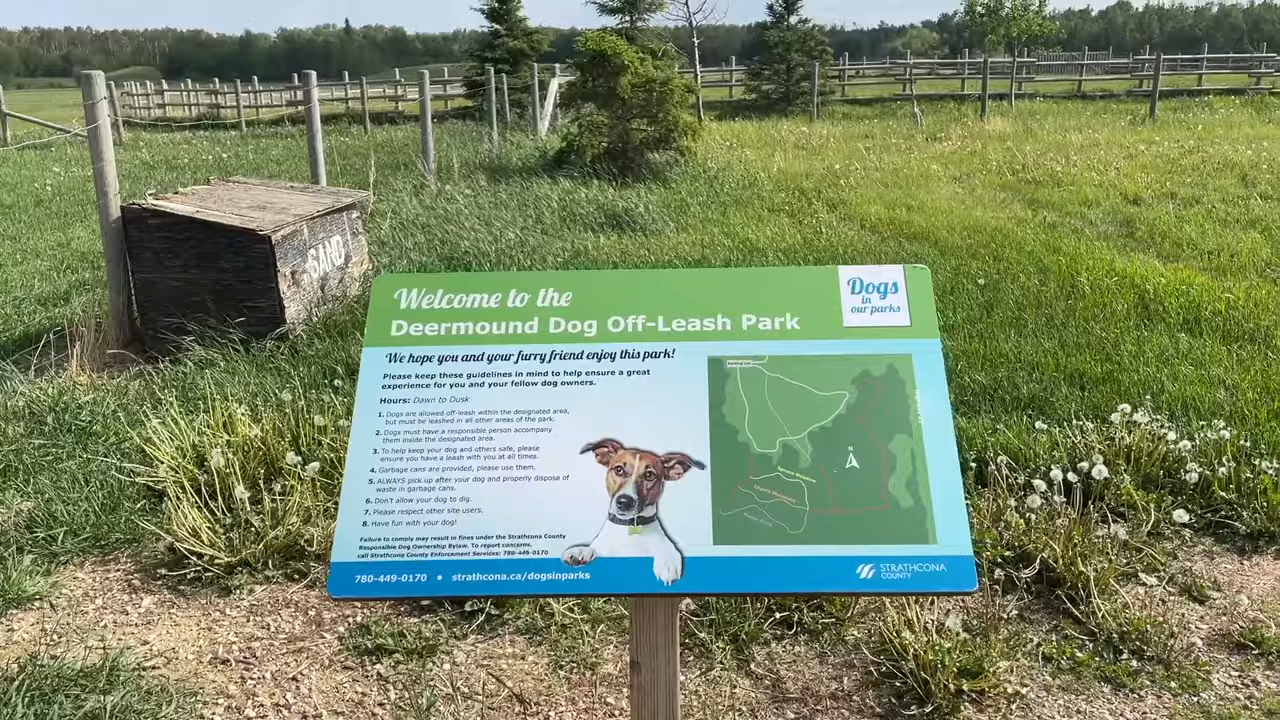 SAND
Welcome to the
Deermound Dog Off-Leash Park
Dogs
in
our parks
We hope you and your furry friend enjoy this park!
Please keep these guidelines in mind to help ensure a great
experience for you and your fellow dog owners.
Hours: Dawn to Dusk
1. Dogs are allowed off-leash within the designated area,
but must be leashed in all other areas of the park.
2. Dogs must have a responsible person accompany
them inside the designated area.
3. To help keep your dog and others safe, please
ensure you have a leash with you at all times.
4. Garbage cans are provided, please use them.
5. ALWAYS pick up after your dog and properly dispose of
waste in garbage cans.
6. Don't allow your dog to dig.
7. Please respect other site users.
8. Have fun with your dog!
Failure to comply may result in fines under the Strathcona County
Responsible Dog Ownership Bylaw. To report concerns,
call Strathcona County Enforcement Services: 780-449-0170
Parking Lot
N
Spruce Meadow
780-449-0170 • strathcona.ca/dogsinparks
STRATHCONA
COUNTY